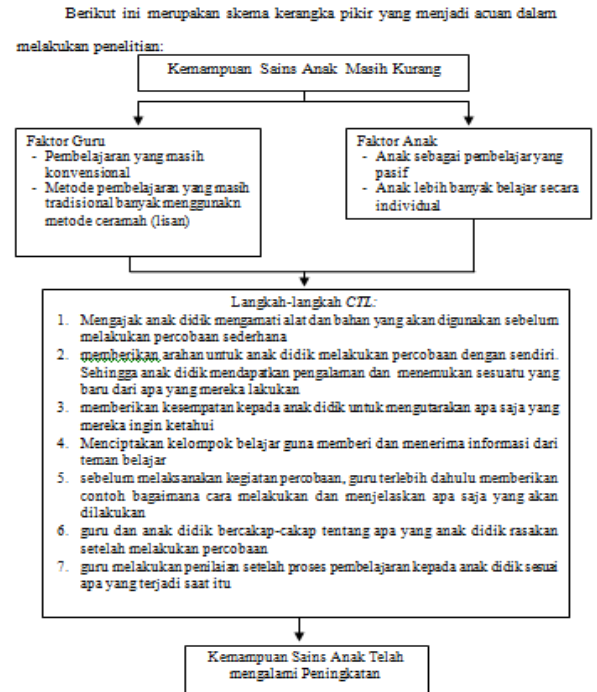 Berikut ini merupakan skema kerangka pikir yang menjadi acuan dalam
melakukan penelitian:
Kemampuan Sains Anak Masih Kurang
Faktor Guru
- Pembelajaran yang masih
konvensional
- Metode pembelajaran yang masih
tradisional banyak menggunakn
metode ceramah (lisan)
Faktor Anak
- Anak sebagai pembelajar yang
pasif
- Anak lebih banyak belajar secara
individual
Langkah-langkah CTL:
1. Mengajak anak didik mengamati alat dan bahan yang akan digunakan sebelum
melakukan percobaan sederhana
2. memberikan arahan untuk anak didik melakukan percobaan dengan sendiri.
Sehingga anak didik mendapatkan pengalaman dan menemukan sesuatu yang
baru dari apa yang mereka lakukan
3. memberikan kesempatan kepada anak didik untuk mengutarakan apa saja yang
mereka ingin ketahui
4. Menciptakan kelompok belajar guna memberi dan menerima informasi dari
teman belajar
5. sebelum melaksanakan kegiatan percobaan, guru terlebih dahulu memberikan
contoh bagaimana cara melakukan dan menjelaskan apa saja yang akan
dilakukan
6. guru dan anak didik bercakap-cakap tentang apa yang anak didik rasakan
setelah melakukan percobaan
7. guru melakukan penilaian setelah proses pembelajaran kepada anak didik sesuai
apa yang terjadi saat itu
Kemampuan Sains Anak Telah
mengalami Peningkatan